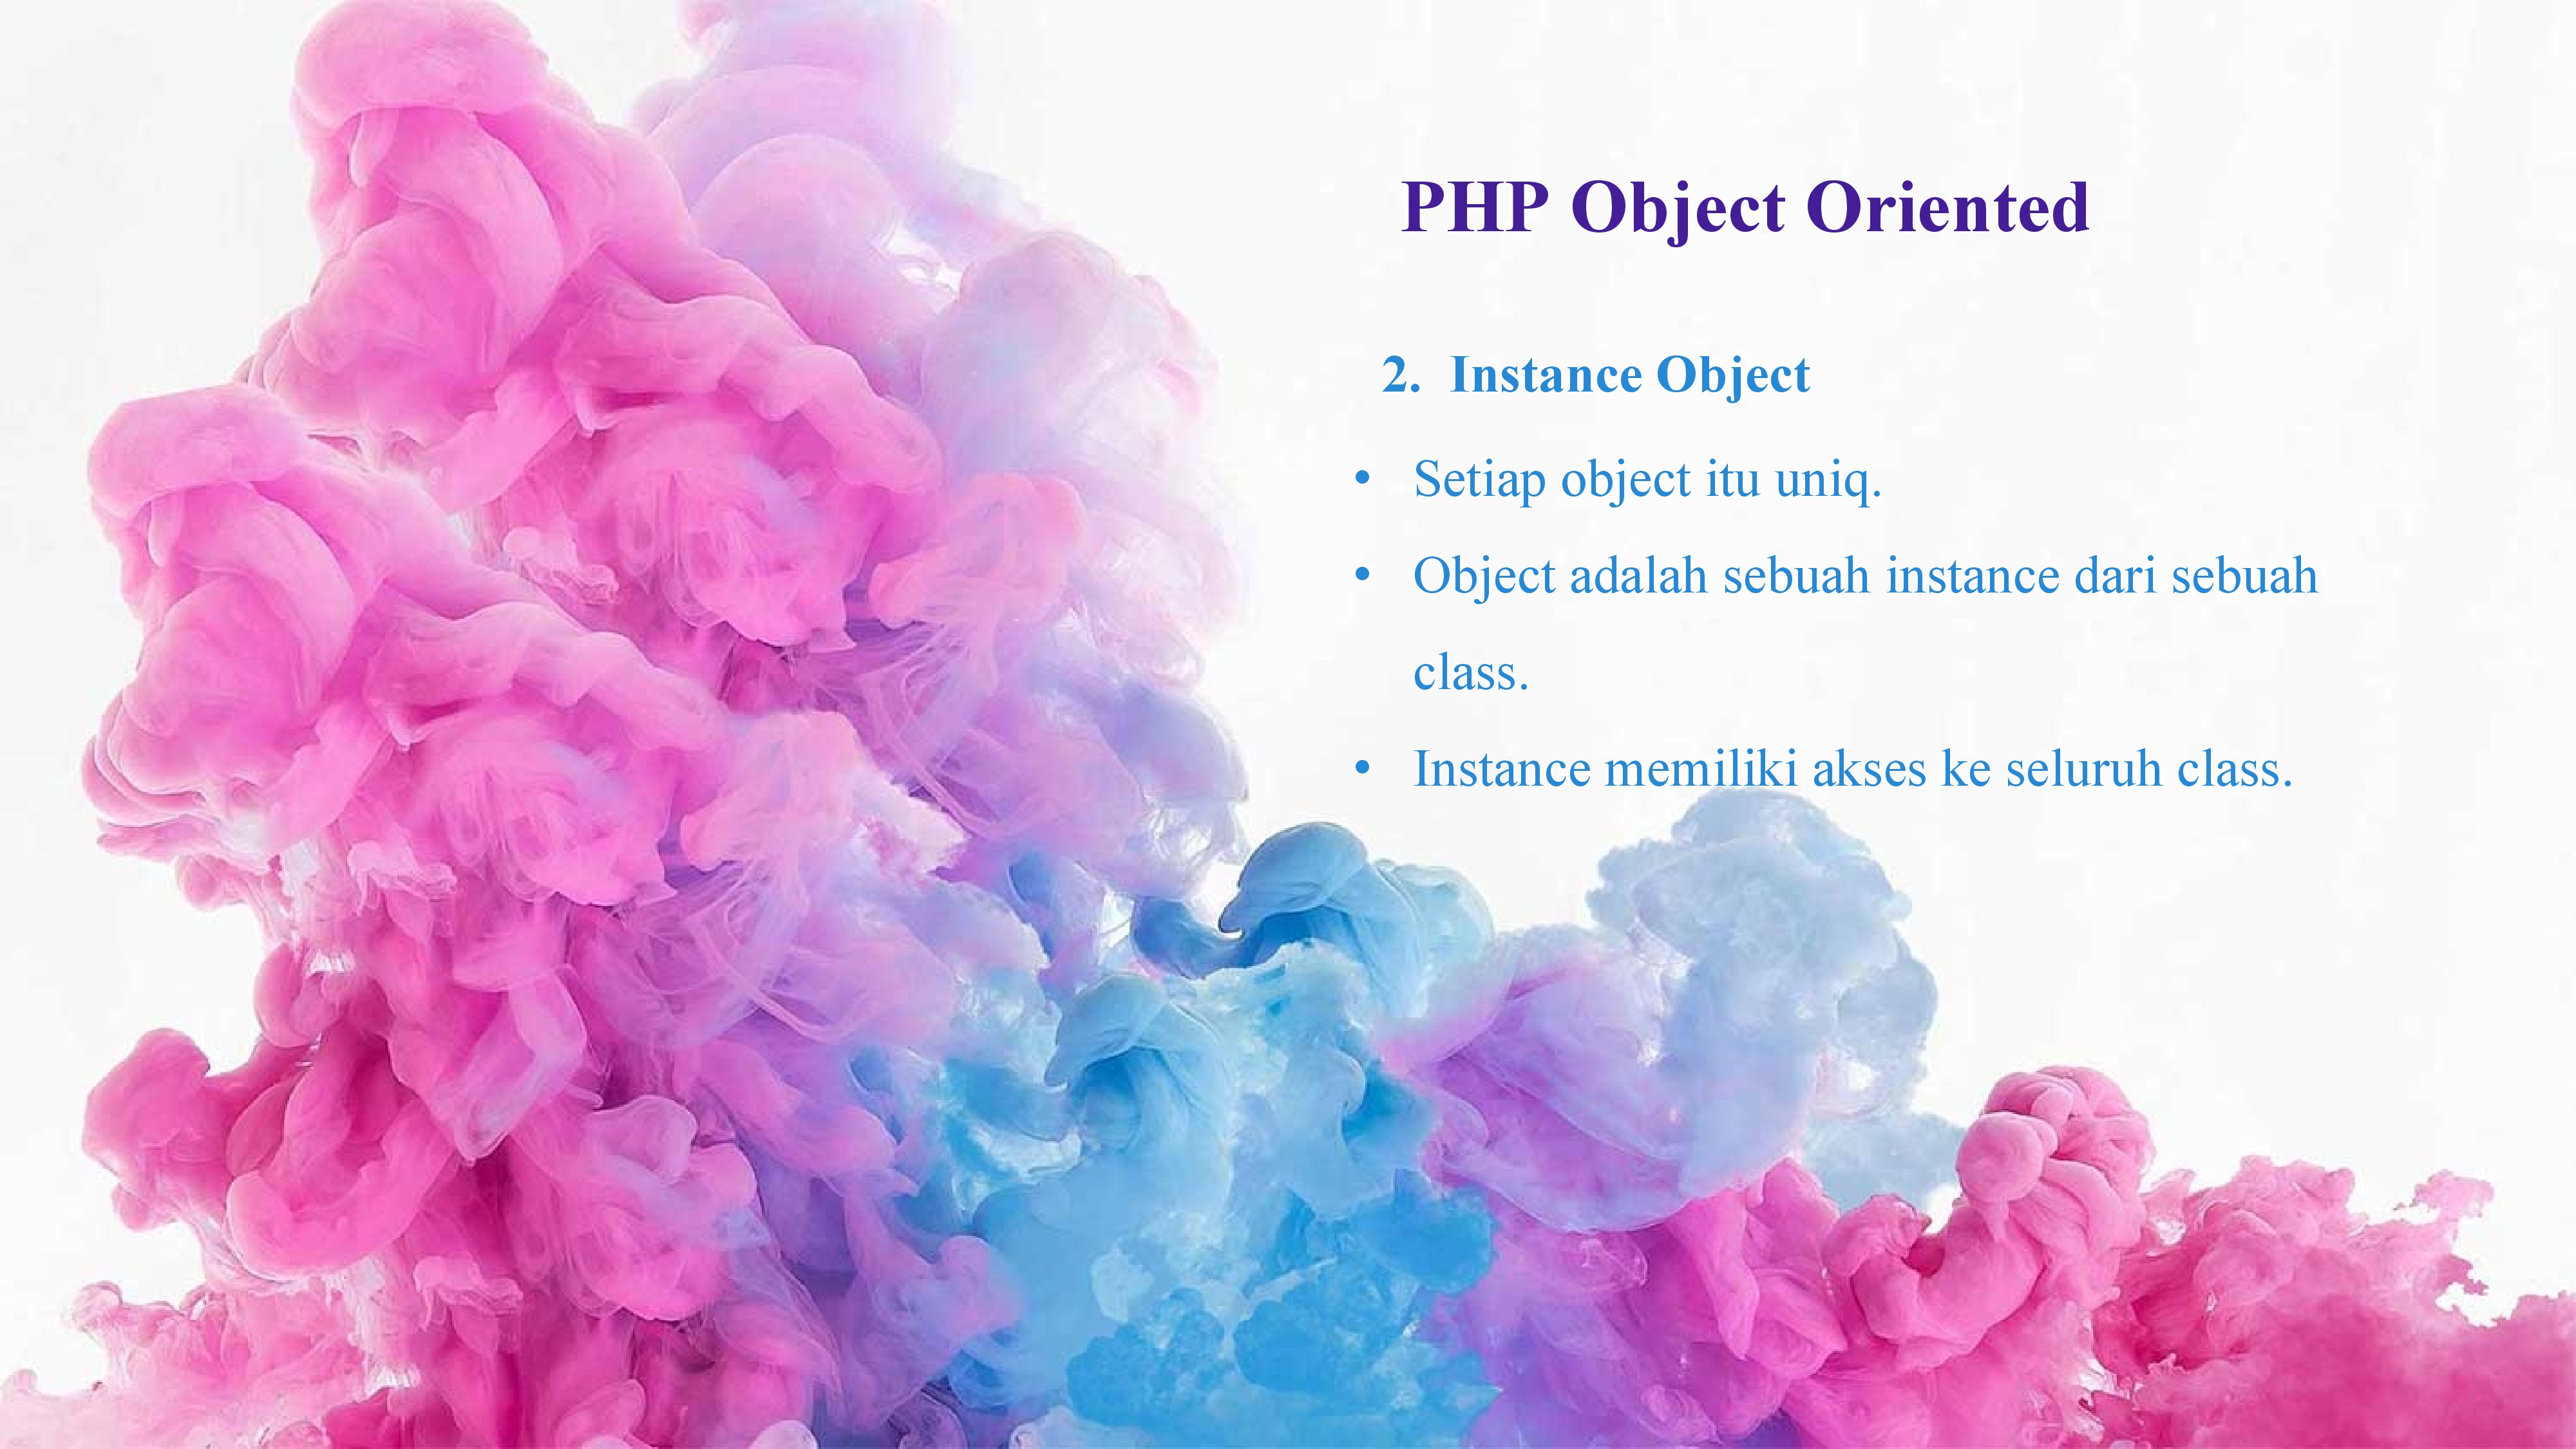 PHP Object Oriented
2. Instance Object
• Setiap object itu uniq.
• Object adalah sebuah instance dari sebuah
class.
• Instance memiliki akses ke seluruh class.